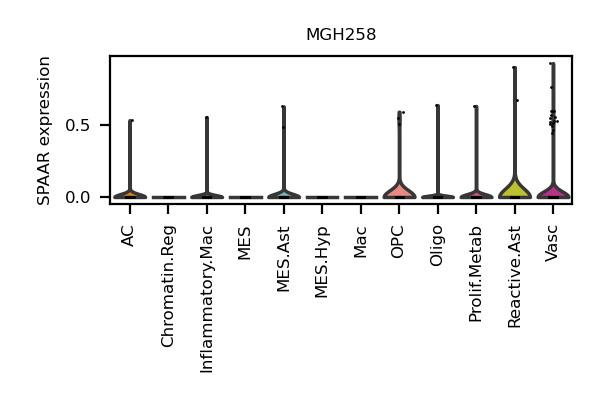 MGH258
SPAAR expression
0.5
0.0
AC
Chromatin.Reg
Inflammatory.Mac
MES
MES.Ast
MES.Hyp
Mac
OPC
Oligo
Prolif.Metab
Reactive.Ast
Vasc